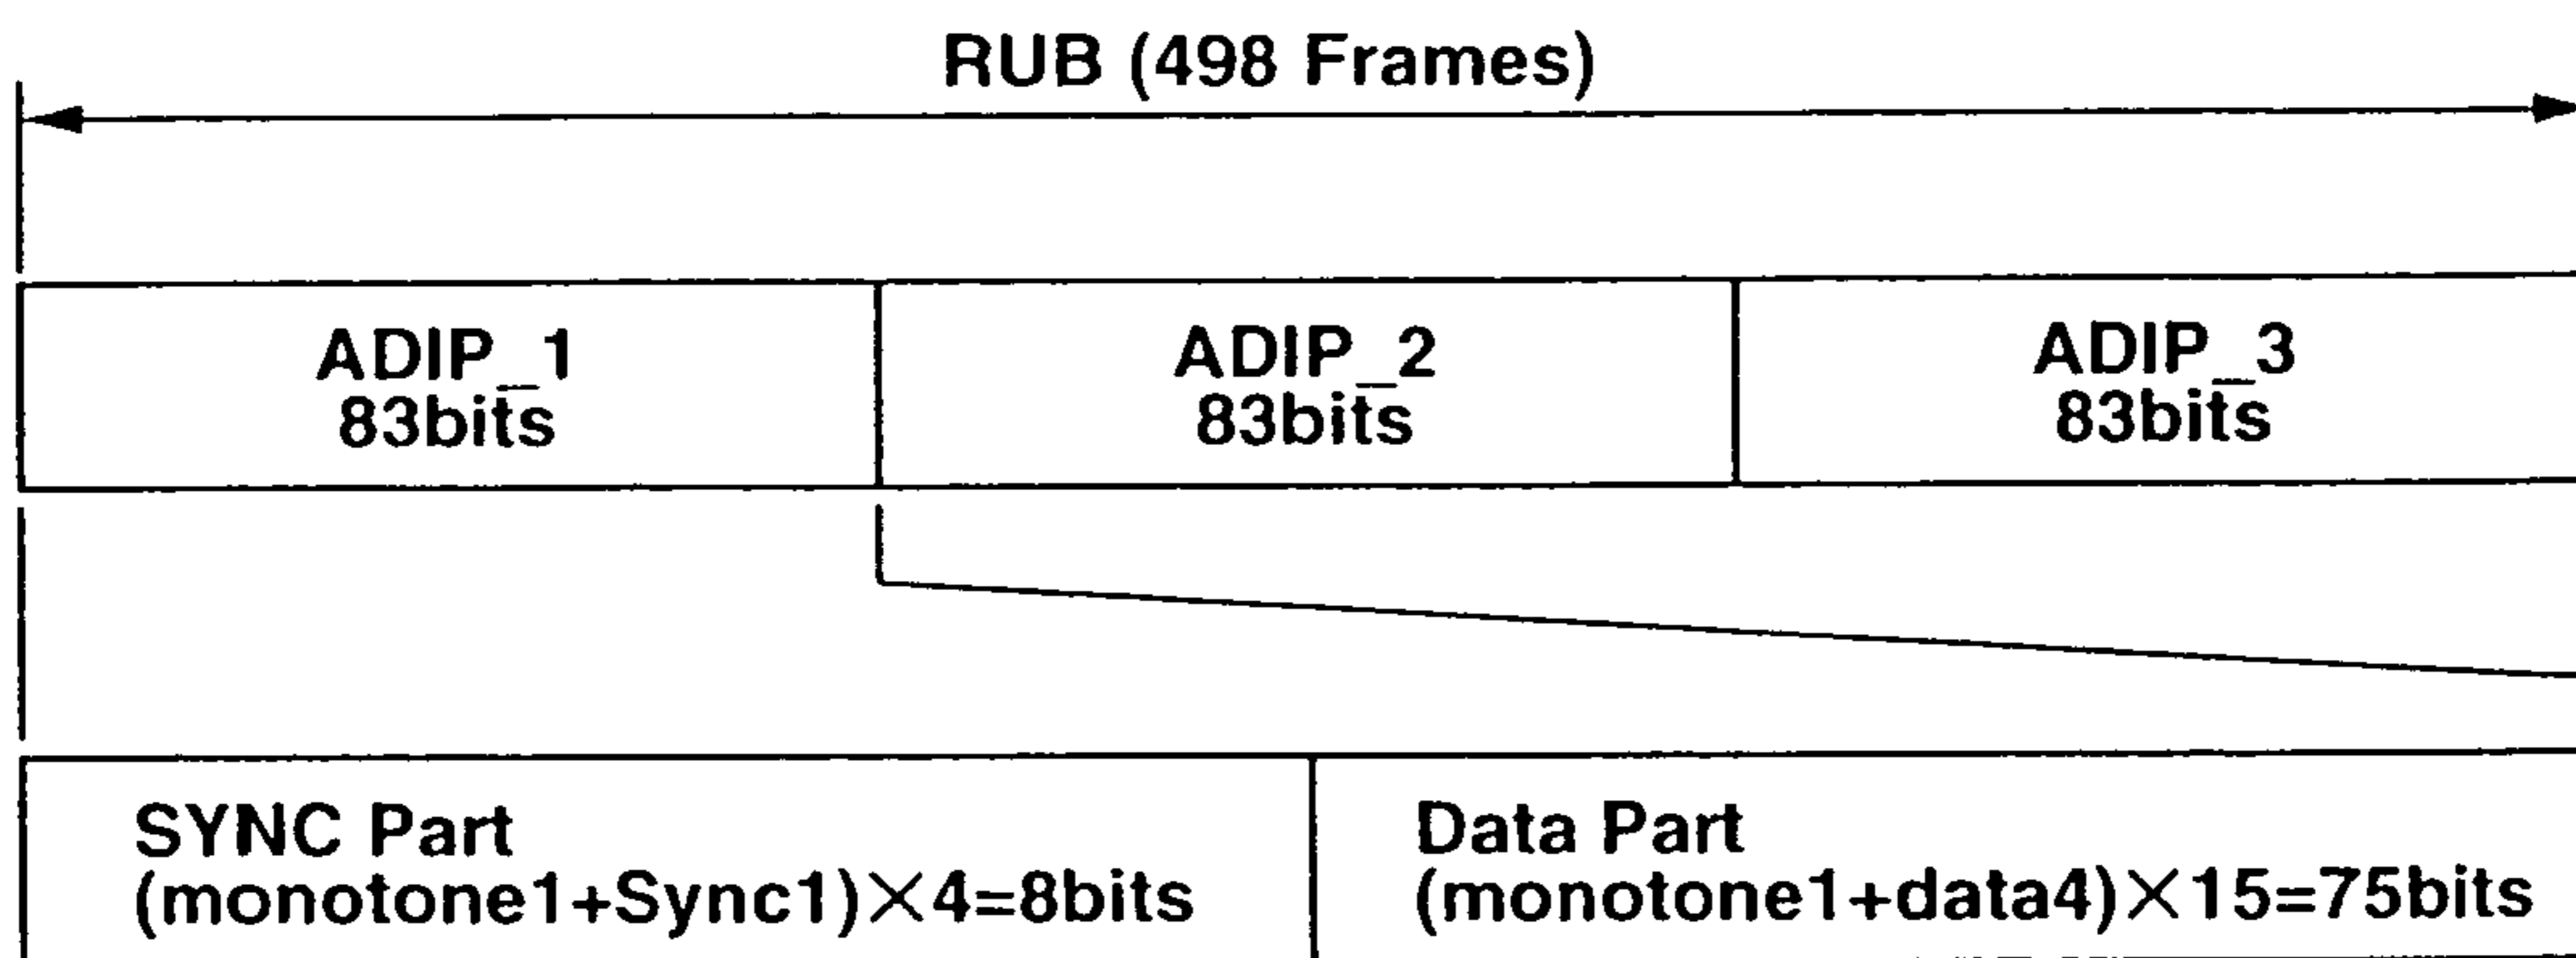 RUB (498 Frames)
ADIP_1
83bits
ADIP_2
83bits
ADIP_3
83bits
SYNC Part
(monotone1+Sync1)×4=8bits
Data Part
(monotone1+data4)×15=75bits